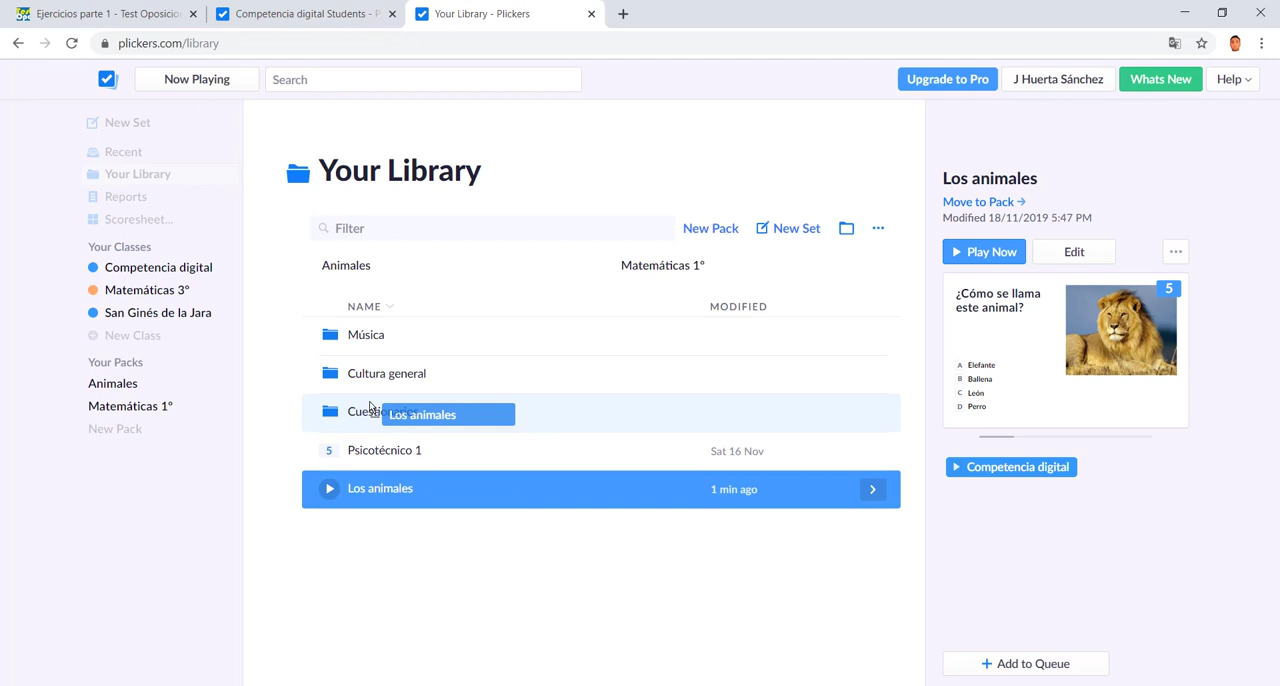 Ejercicios parte 1 - Test Oposicio
Competencia digital Students - P
Your Library - Plickers
plickers.com/library
Now Playing
Search
Upgrade to Pro
J Huerta Sánchez
Whats New
Help
New Set
Recent
Your Library
Reports
Scoresheet...
Your Classes
Competencia digital
Matemáticas 3º
San Ginés de la Jara
New Class
Your Packs
Animales
Matemáticas 1º
New Pack
Your Library
Filter
New Pack
New Set
Animales
Matemáticas 1º
NAME
MODIFIED
Música
Cultura general
Los animales
5
Psicotécnico 1
Sat 16 Nov
Los animales
1 min ago
Los animales
Move to Pack
Modified 18/11/2019 5:47 PM
Play Now
Edit
¿Cómo se llama
este animal?
5
A Elefante
B Ballena
C León
D Perro
Competencia digital
Add to Queue